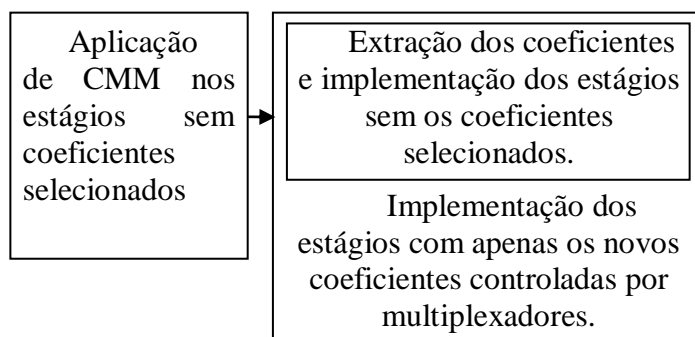 Aplicação
de CMM nos
estágios sem
coeficientes
selecionados
Extração dos coeficientes
e implementação dos estágios
sem os coeficientes
selecionados.
Implementação dos
estágios com apenas os novos
coeficientes controladas por
multiplexadores.